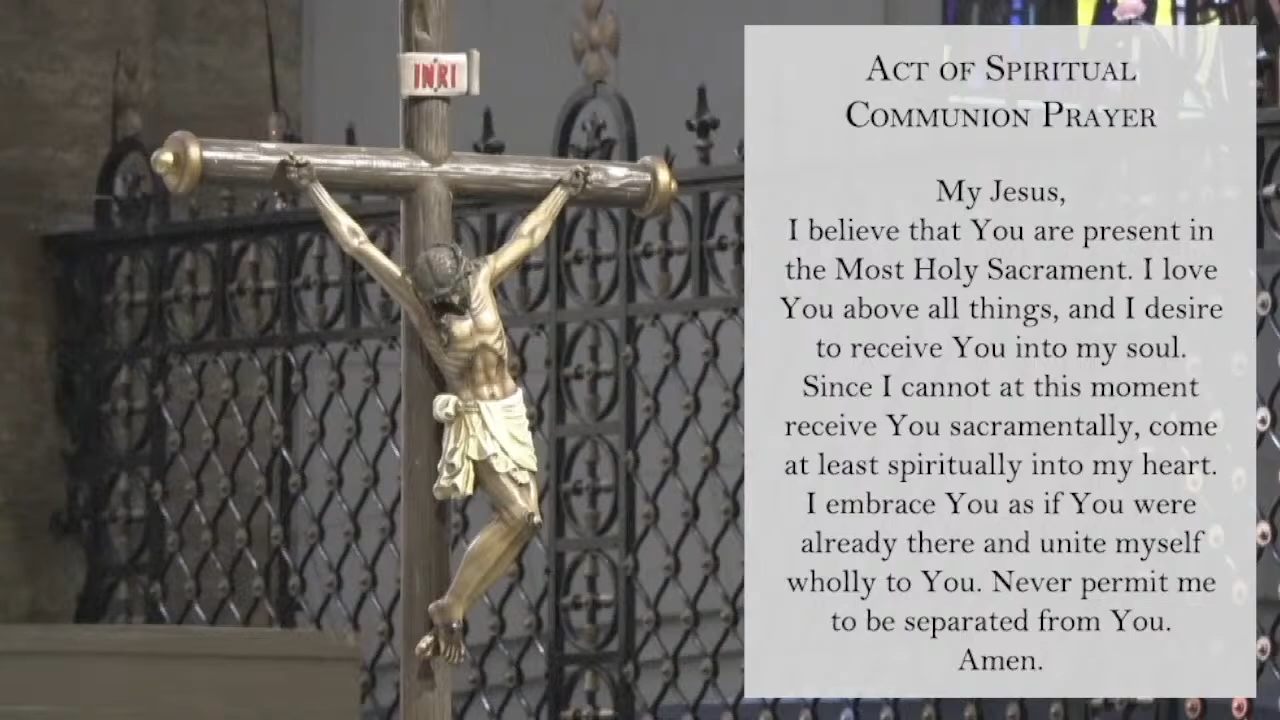 INRI
ACT OF SPIRITUAL
COMMUNION PRAYER
My Jesus,
I believe that You are present in
the Most Holy Sacrament. I love
You above all things, and I desire
to receive You into my soul.
Since I cannot at this moment
receive You sacramentally, come
at least spiritually into my heart.
I embrace You as if You were
already there and unite myself
wholly to You. Never permit me
to be separated from You.
Amen.